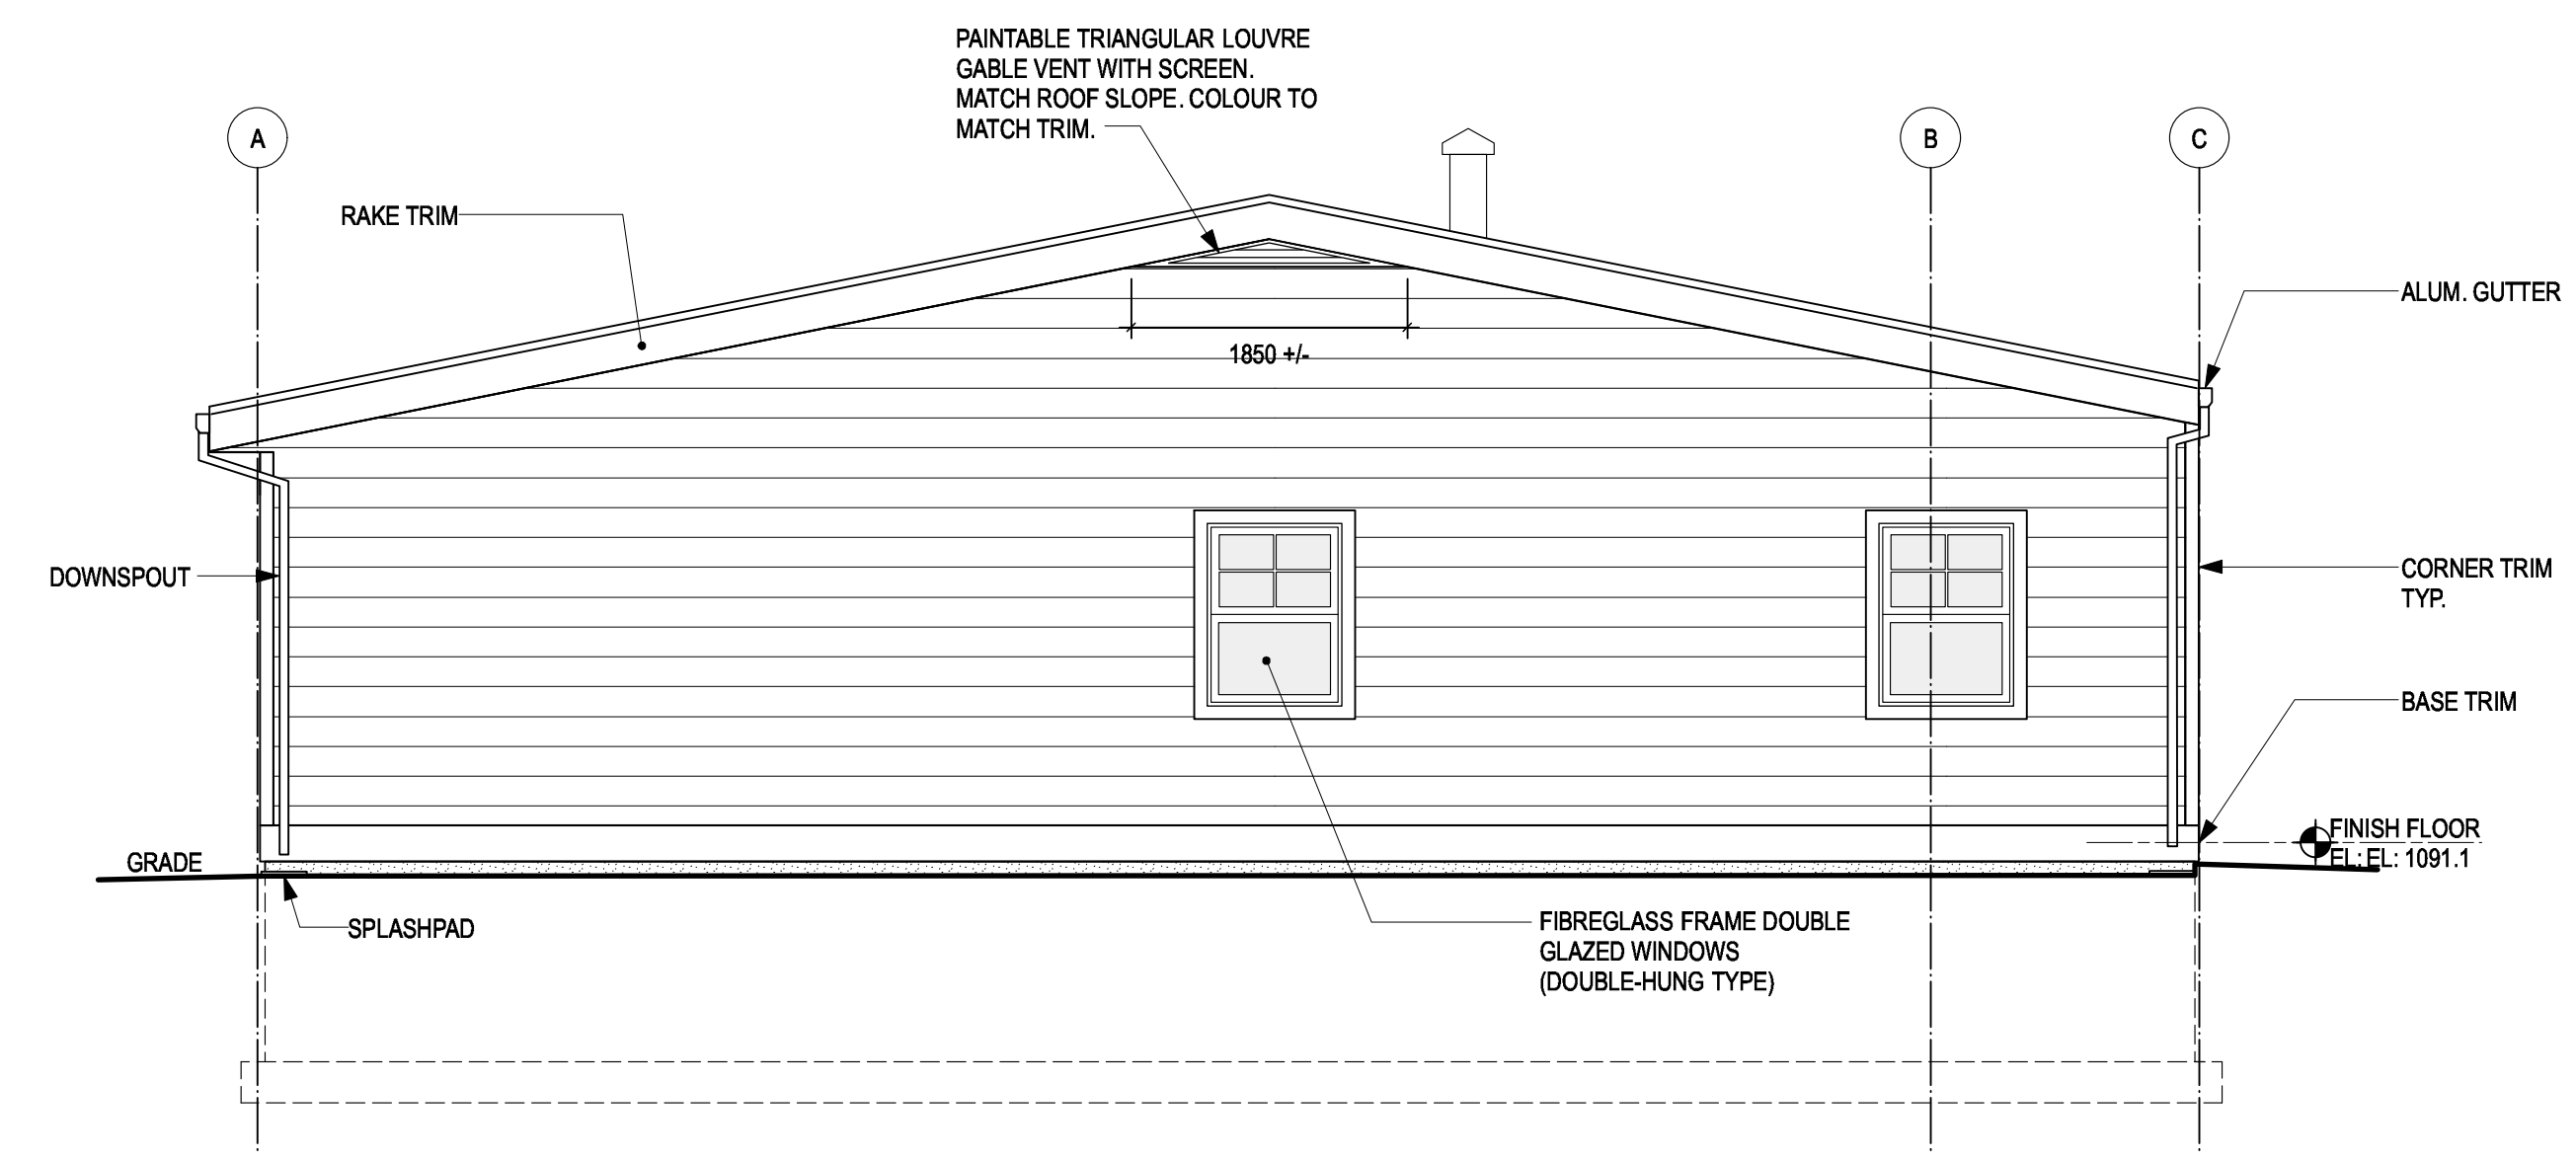 PAINTABLE TRIANGULAR LOUVRE
GABLE VENT WITH SCREEN.
MATCH ROOF SLOPE. COLOUR TO
MATCH TRIM.
A
B
C
RAKE TRIM
ALUM. GUTTER
1850 +/-
DOWNSPOUT
CORNER TRIM
TYP.
BASE TRIM
FINISH FLOOR
EL: EL: 1091.1
GRADE
SPLASHPAD
FIBREGLASS FRAME DOUBLE
GLAZED WINDOWS
(DOUBLE-HUNG TYPE)